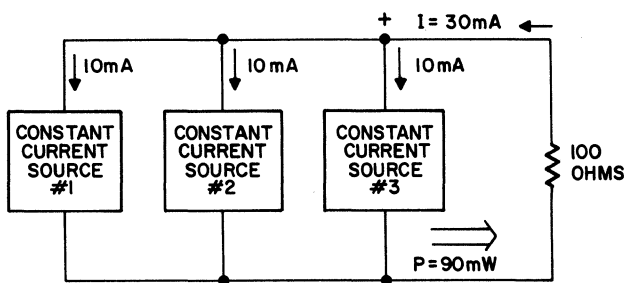 + I = 30mA
10mA
10mA
10mA
CONSTANT
CURRENT
SOURCE
#1
CONSTANT
CURRENT
SOURCE
#2
CONSTANT
CURRENT
SOURCE
#3
100
OHMS
P = 90mW